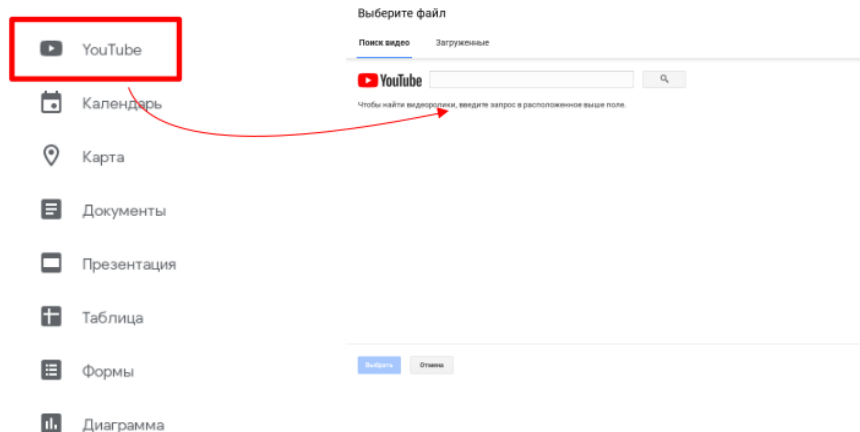 YouTube
Календарь
Карта
Документы
Презентация
Таблица
Формы
Диаграмма
Выберите файл
Поиск видео Загруженные
YouTube
Чтобы найти видеоролики, введите запрос в расположенное выше поле.
Выбрать Отмена